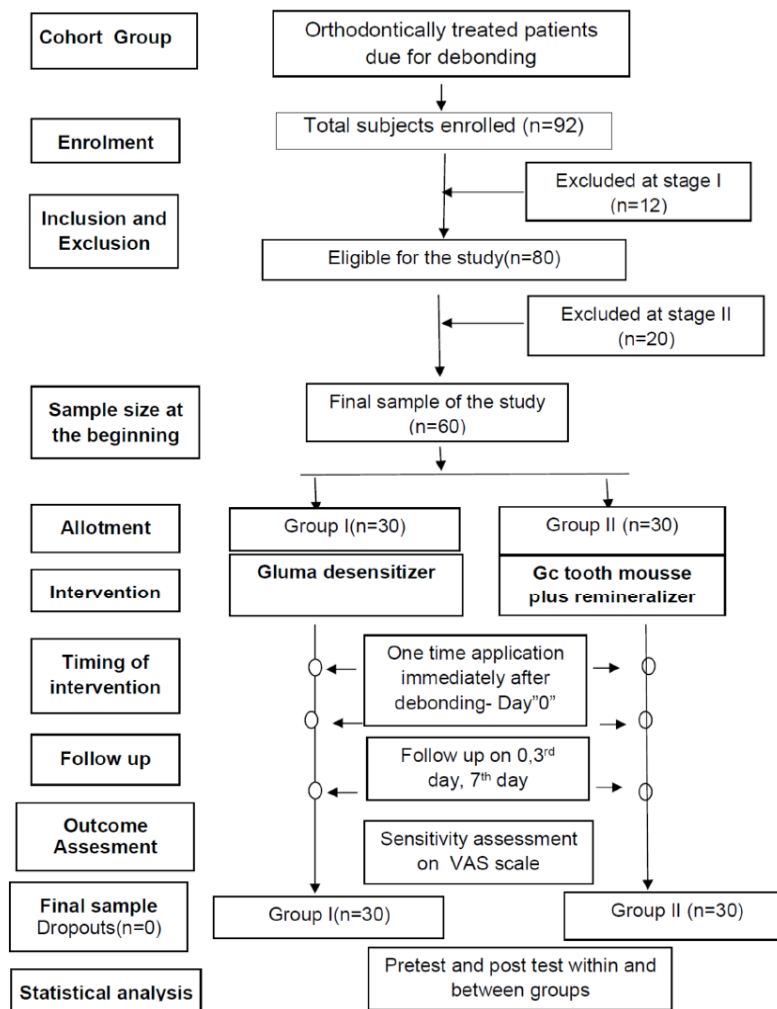 Cohort Group
Orthodontically treated patients
due for debonding
Enrolment
Total subjects enrolled (n=92)
Inclusion and
Exclusion
Excluded at stage I
(n=12)
Eligible for the study(n=80)
Excluded at stage II
(n=20)
Sample size at
the beginning
Final sample of the study
(n=60)
Allotment
Group I(n=30)
Group II (n=30)
Intervention
Gluma desensitizer
Gc tooth mousse
plus remineralizer
Timing of
intervention
One time application
immediately after
debonding- Day"0"
Follow up
Follow up on 0,3rd
day, 7th day
Outcome
Assesment
Sensitivity assessment
on VAS scale
Final sample
Dropouts(n=0)
Group I(n=30)
Group II (n=30)
Statistical analysis
Pretest and post test within and
between groups